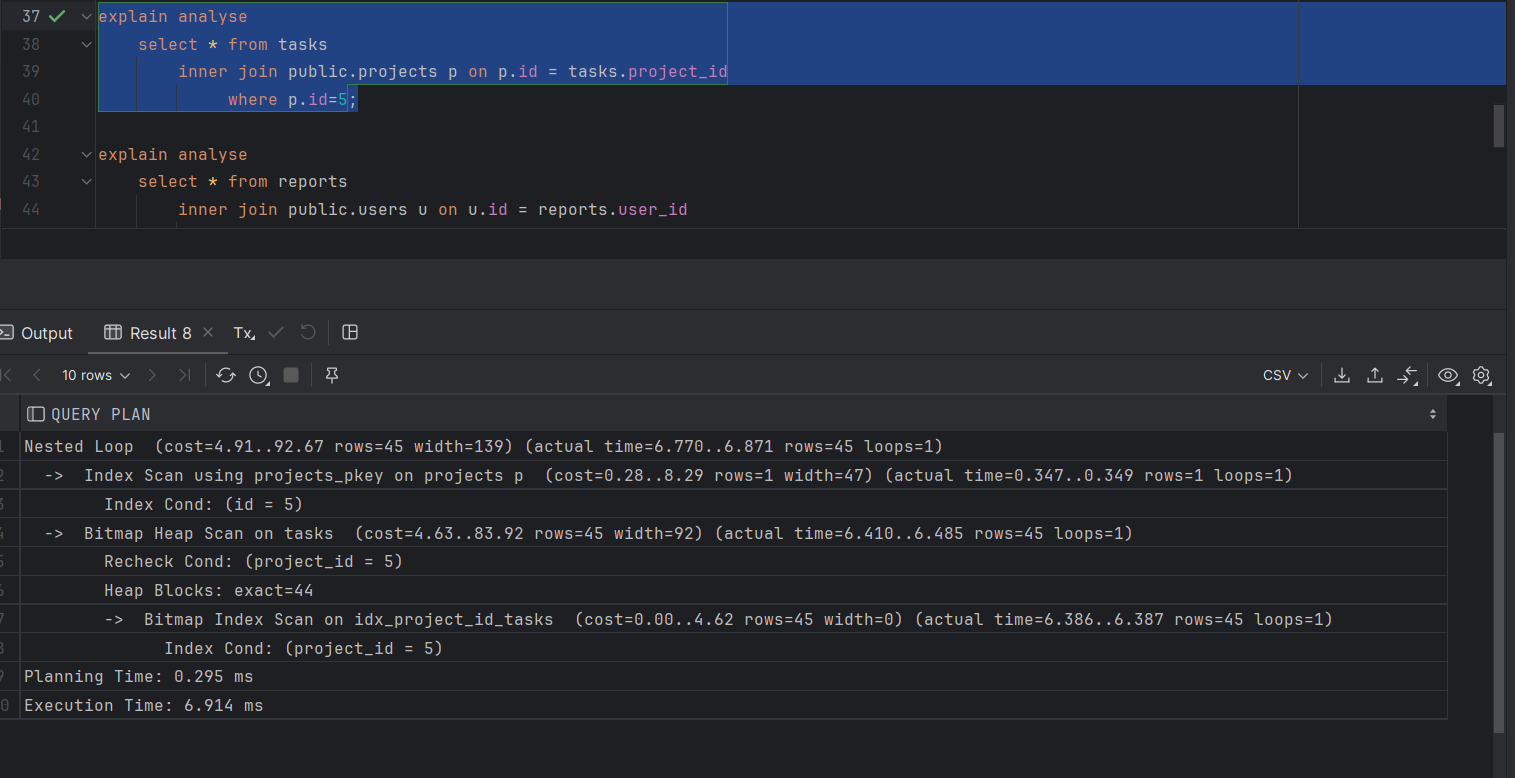 37 explain analyse
38 select * from tasks
39 inner join public.projects p on p.id = tasks.project_id
40 where p.id=5;
41
42 explain analyse
43 select * from reports
44 inner join public.users u on u.id = reports.user_id
Output Result 8 × Tx
10 rows CSV
QUERY PLAN
1 Nested Loop  (cost=4.91..92.67 rows=45 width=139) (actual time=6.770..6.871 rows=45 loops=1)
2 ->  Index Scan using projects_pkey on projects p  (cost=0.28..8.29 rows=1 width=47) (actual time=0.347..0.349 rows=1 loops=1)
3 Index Cond: (id = 5)
4 ->  Bitmap Heap Scan on tasks  (cost=4.63..83.92 rows=45 width=92) (actual time=6.410..6.485 rows=45 loops=1)
5 Recheck Cond: (project_id = 5)
6 Heap Blocks: exact=44
7 ->  Bitmap Index Scan on idx_project_id_tasks  (cost=0.00..4.62 rows=45 width=0) (actual time=6.386..6.387 rows=45 loops=1)
8 Index Cond: (project_id = 5)
9 Planning Time: 0.295 ms
0 Execution Time: 6.914 ms